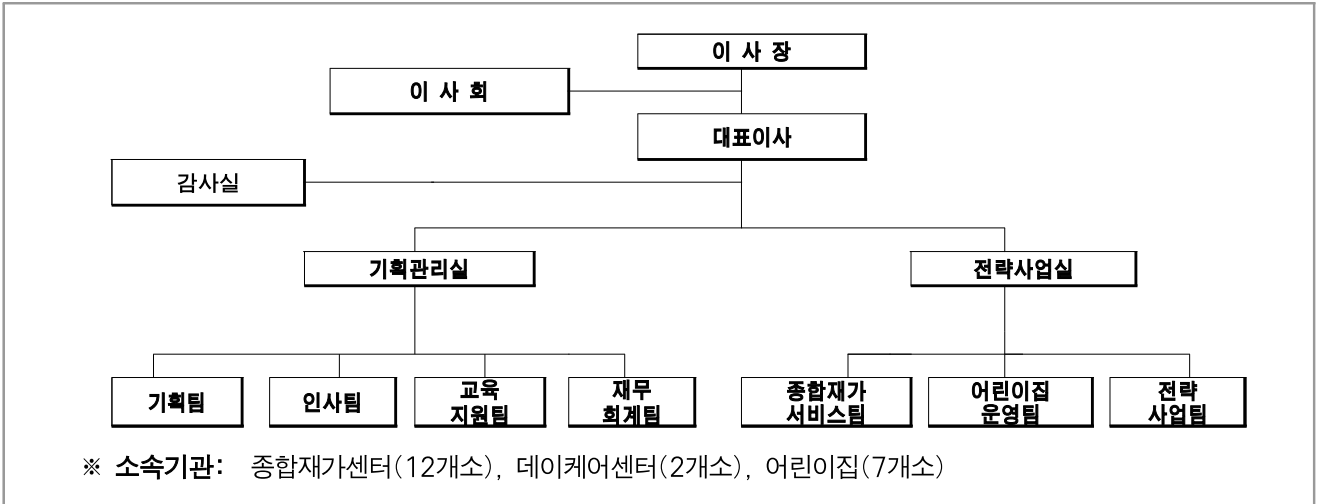 이 사 장
이 사 회
대표이사
감사실
기획관리실
전략사업실
기획팀
인사팀
교육
지원팀
재무
회계팀
종합재가
서비스팀
어린이집
운영팀
전략
사업팀
※ 소속기관: 종합재가센터(12개소), 데이케어센터(2개소), 어린이집(7개소)